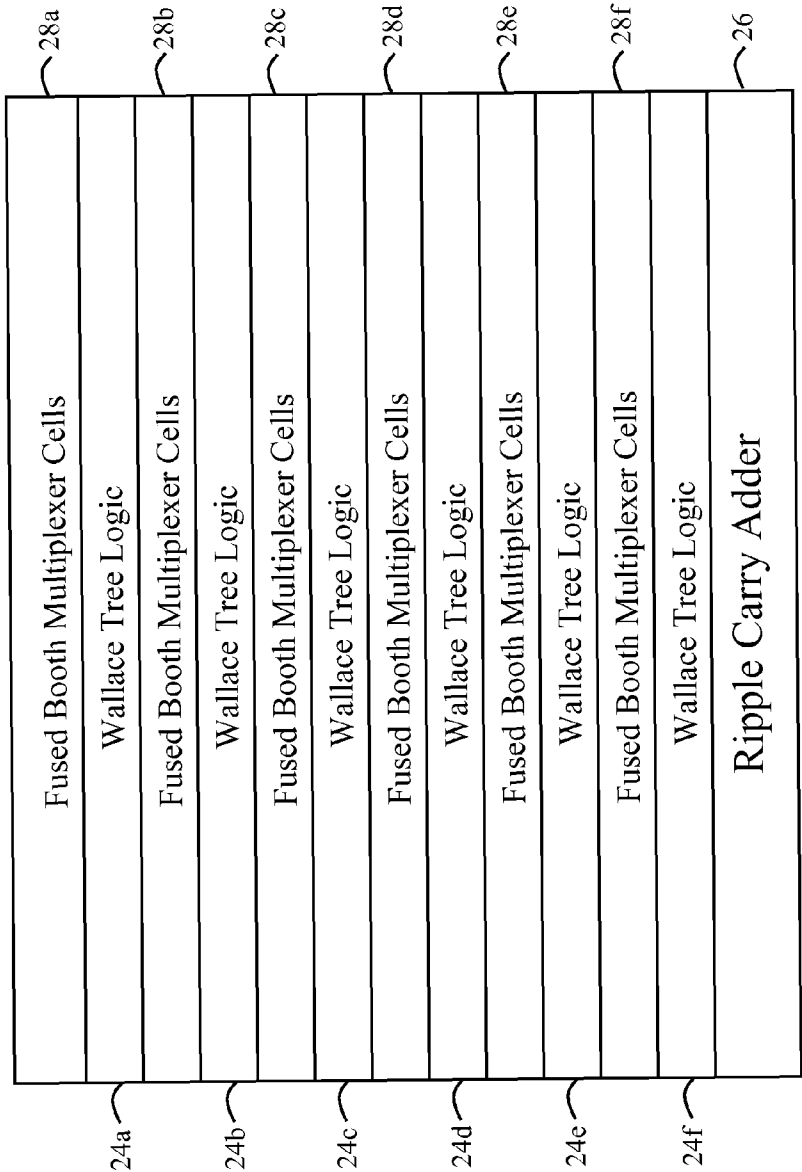 Fused Booth Multiplexer Cells 28a
24a Wallace Tree Logic
Fused Booth Multiplexer Cells 28b
24b Wallace Tree Logic
Fused Booth Multiplexer Cells 28c
24c Wallace Tree Logic
Fused Booth Multiplexer Cells 28d
24d Wallace Tree Logic
Fused Booth Multiplexer Cells 28e
24e Wallace Tree Logic
Fused Booth Multiplexer Cells 28f
24f Wallace Tree Logic
Ripple Carry Adder 26